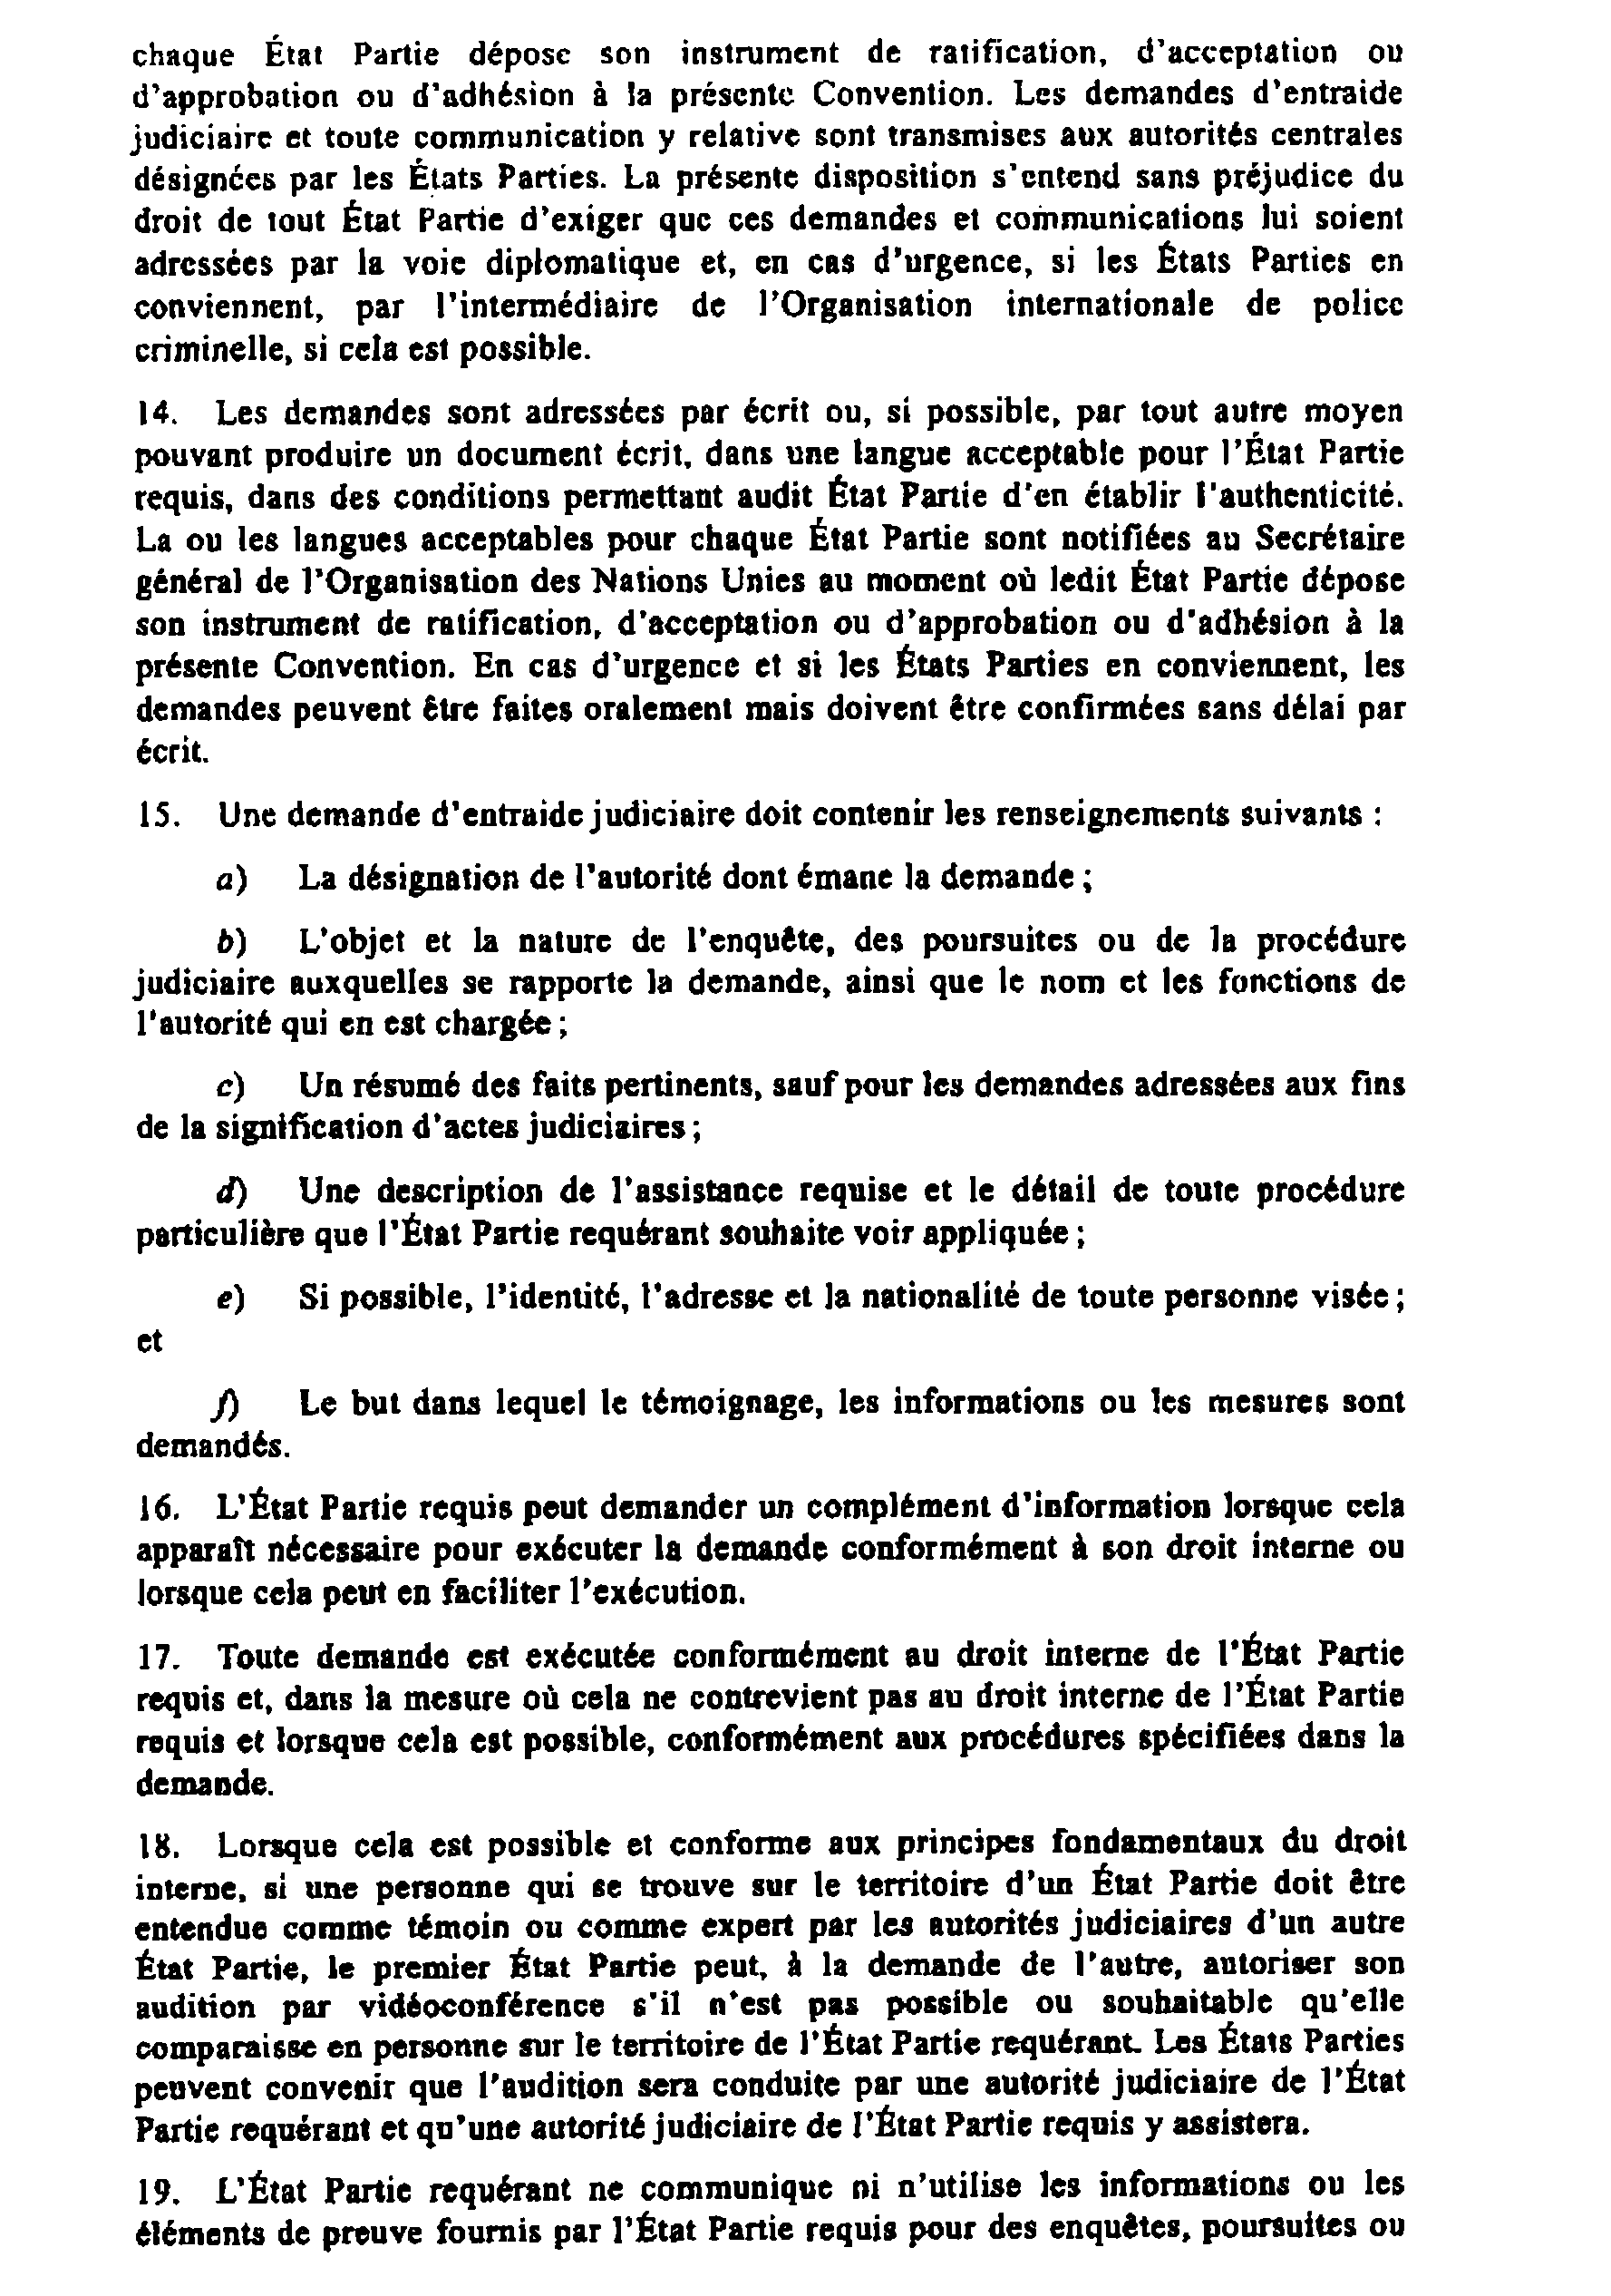 chaque État Partie dépose son instrument de ratification, d'acceptation ou
d'approbation ou d'adhésion à la présente Convention. Les demandes d'entraide
judiciaire et toute communication y relative sont transmises aux autorités centrales
désignées par les États Parties. La présente disposition s'entend sans préjudice du
droit de tout État Partie d'exiger que ces demandes et communications lui soient
adressées par la voie diplomatique et, en cas d'urgence, si les États Parties en
conviennent, par l'intermédiaire de l'Organisation internationale de police
criminelle, si cela est possible.
14. Les demandes sont adressées par écrit ou, si possible, par tout autre moyen
pouvant produire un document écrit, dans une langue acceptable pour l'État Partie
requis, dans des conditions permettant audit État Partie d'en établir l'authenticité.
La ou les langues acceptables pour chaque État Partie sont notifiées au Secrétaire
général de l'Organisation des Nations Unies au moment où ledit État Partie dépose
son instrument de ratification, d'acceptation ou d'approbation ou d'adhésion à la
présente Convention. En cas d'urgence et si les États Parties en conviennent, les
demandes peuvent être faites oralement mais doivent être confirmées sans délai par
écrit.
15. Une demande d'entraide judiciaire doit contenir les renseignements suivants :
a) La désignation de l'autorité dont émane la demande ;
b) L'objet et la nature de l'enquête, des poursuites ou de la procédure
judiciaire auxquelles se rapporte la demande, ainsi que le nom et les fonctions de
l'autorité qui en est chargée ;
c) Un résumé des faits pertinents, sauf pour les demandes adressées aux fins
de la signification d'actes judiciaires ;
d) Une description de l'assistance requise et le détail de toute procédure
particulière que l'État Partie requérant souhaite voir appliquée ;
e) Si possible, l'identité, l'adresse et la nationalité de toute personne visée ;
et
f) Le but dans lequel le témoignage, les informations ou les mesures sont
demandés.
16. L'État Partie requis peut demander un complément d'information lorsque cela
apparaît nécessaire pour exécuter la demande conformément à son droit interne ou
lorsque cela peut en faciliter l'exécution.
17. Toute demande est exécutée conformément au droit interne de l'État Partie
requis et, dans la mesure où cela ne contrevient pas au droit interne de l'État Partie
requis et lorsque cela est possible, conformément aux procédures spécifiées dans la
demande.
18. Lorsque cela est possible et conforme aux principes fondamentaux du droit
interne, si une personne qui se trouve sur le territoire d'un État Partie doit être
entendue comme témoin ou comme expert par les autorités judiciaires d'un autre
État Partie, le premier État Partie peut, à la demande de l'autre, autoriser son
audition par vidéoconférence s'il n'est pas possible ou souhaitable qu'elle
comparaisse en personne sur le territoire de l'État Partie requérant. Les États Parties
peuvent convenir que l'audition sera conduite par une autorité judiciaire de l'État
Partie requérant et qu'une autorité judiciaire de l'État Partie requis y assistera.
19. L'État Partie requérant ne communique ni n'utilise les informations ou les
éléments de preuve fournis par l'État Partie requis pour des enquêtes, poursuites ou